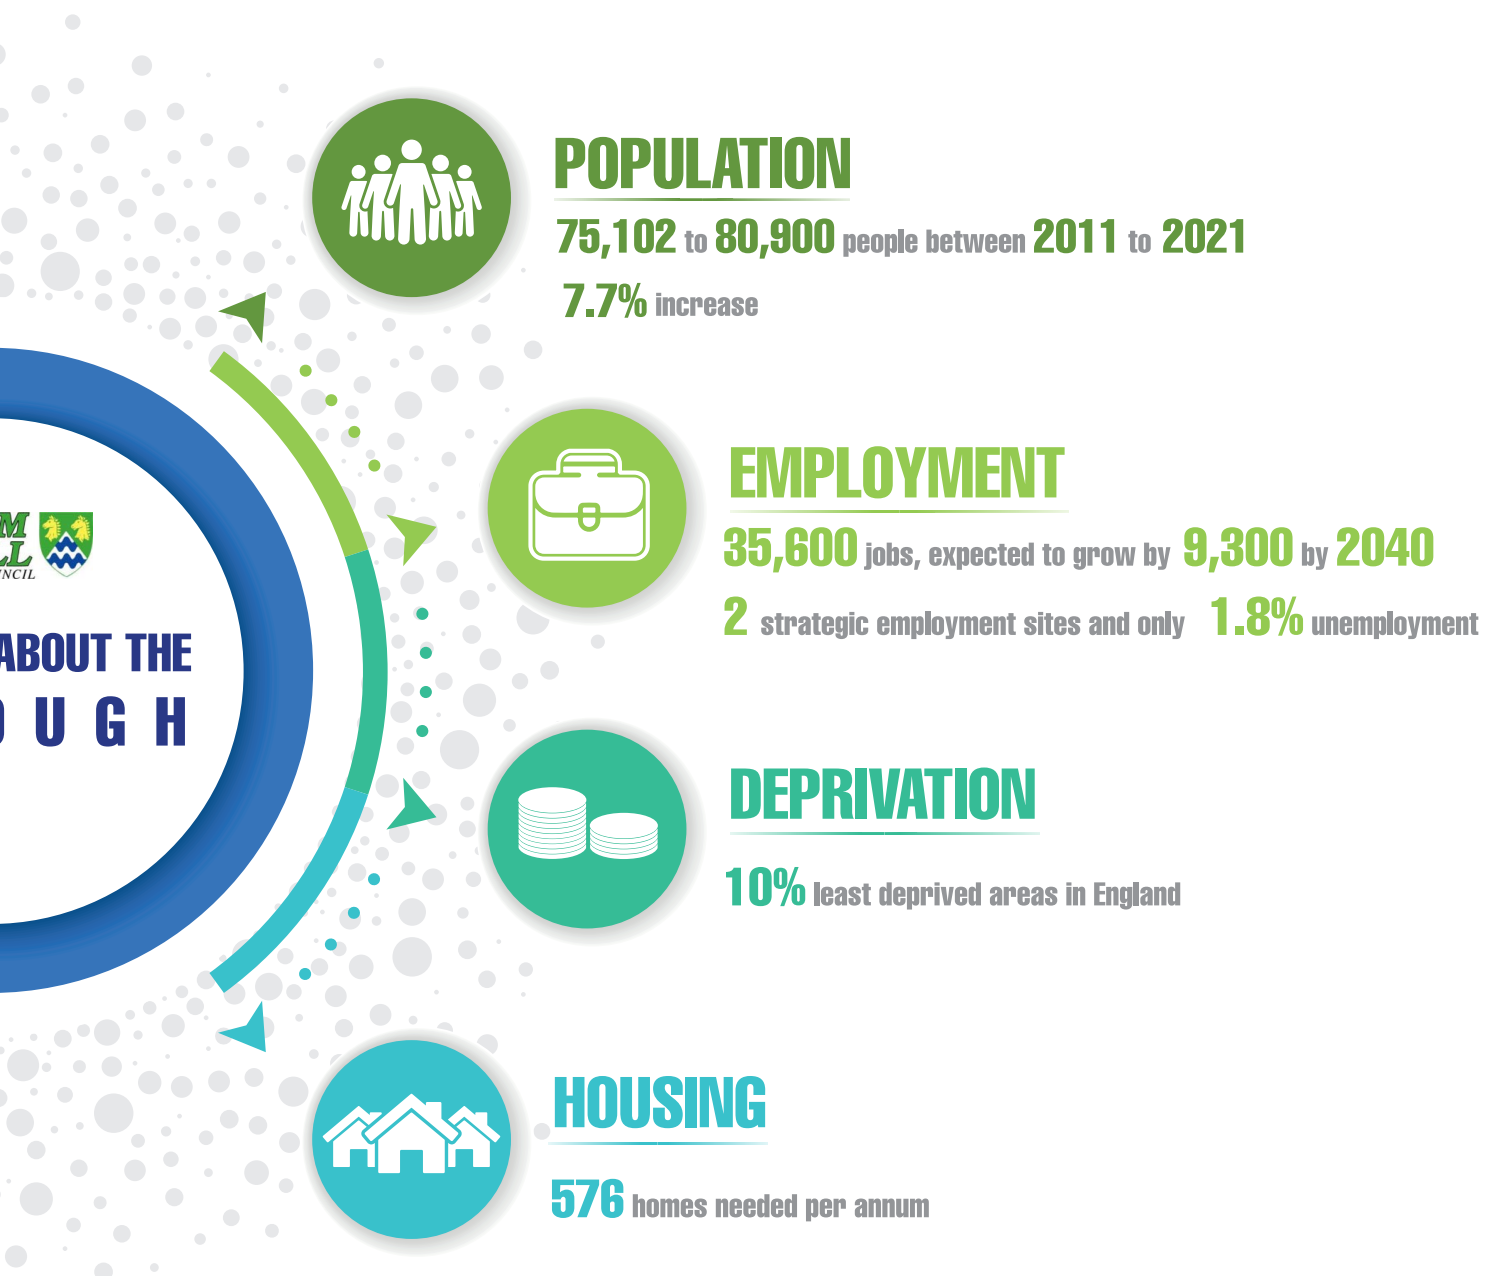 POPULATION
75,102 to 80,900 people between 2011 to 2021
7.7% increase
EMPLOYMENT
35,600 jobs, expected to grow by 9,300 by 2040
2 strategic employment sites and only 1.8% unemployment
ABOUT THE
U G H
DEPRIVATION
10% least deprived areas in England
HOUSING
576 homes needed per annum